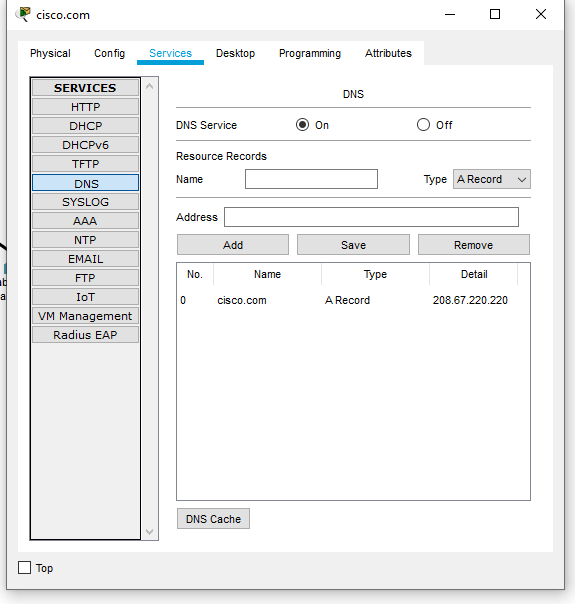 cisco.com
Physical Config Services Desktop Programming Attributes
SERVICES
HTTP
DHCP
DHCPv6
TFTP
DNS
SYSLOG
AAA
NTP
EMAIL
FTP
IoT
VM Management
Radius EAP
DNS
DNS Service On Off
Resource Records
Name Type A Record
Address
Add Save Remove
No. Name Type Detail
0 cisco.com A Record 208.67.220.220
DNS Cache
Top